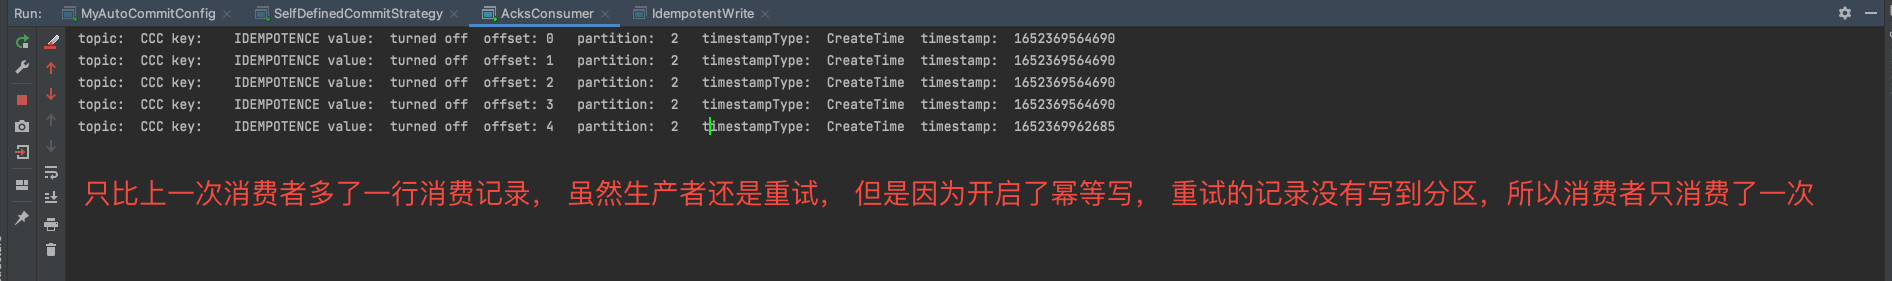 Run: MyAutoCommitConfig × SelfDefinedCommitStrategy × AcksConsumer × IdempotentWrite ×
topic: CCC key: IDEMPOTENCE value: turned off offset: 0 partition: 2 timestampType: CreateTime timestamp: 1652369564690
topic: CCC key: IDEMPOTENCE value: turned off offset: 1 partition: 2 timestampType: CreateTime timestamp: 1652369564690
topic: CCC key: IDEMPOTENCE value: turned off offset: 2 partition: 2 timestampType: CreateTime timestamp: 1652369564690
topic: CCC key: IDEMPOTENCE value: turned off offset: 3 partition: 2 timestampType: CreateTime timestamp: 1652369564690
topic: CCC key: IDEMPOTENCE value: turned off offset: 4 partition: 2 timestampType: CreateTime timestamp: 1652369962685
只比上一次消费者多了一行消费记录， 虽然生产者还是重试， 但是因为开启了幂等写， 重试的记录没有写到分区，所以消费者只消费了一次